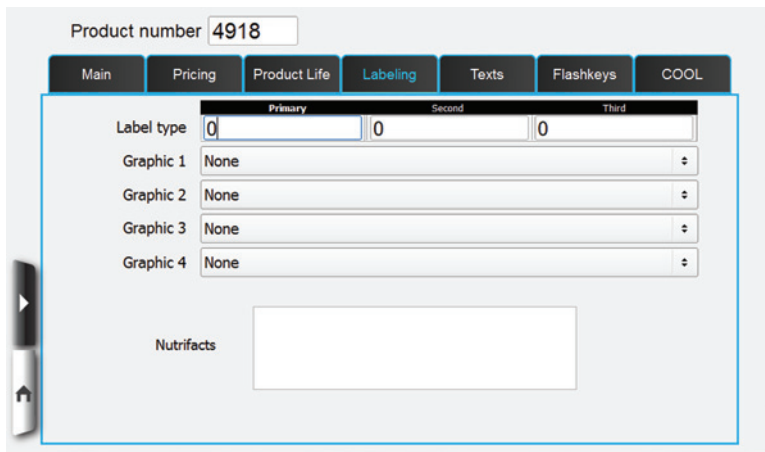 Product number 4918
Main Pricing Product Life Labeling Texts Flashkeys COOL
Primary Second Third
Label type 0 0 0
Graphic 1 None
Graphic 2 None
Graphic 3 None
Graphic 4 None
Nutrifacts